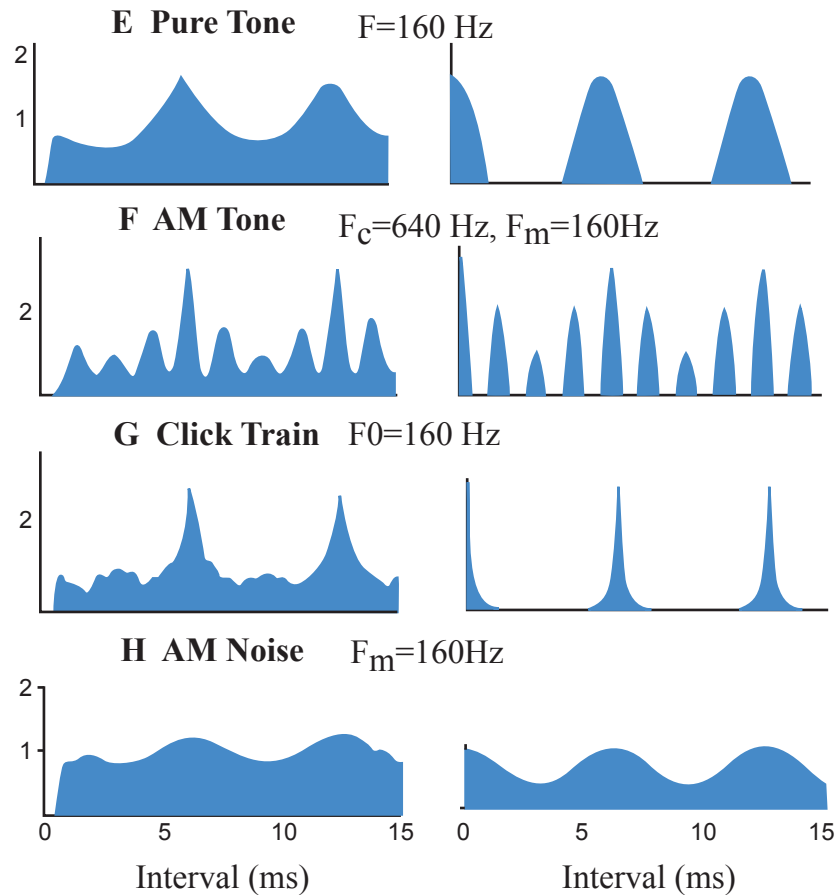 E Pure Tone F=160 Hz
2
1
F AM Tone Fc=640 Hz, Fm=160Hz
2
G Click Train F0=160 Hz
2
H AM Noise Fm=160Hz
2
1
0 5 10 15 0 5 10 15
Interval (ms) Interval (ms)